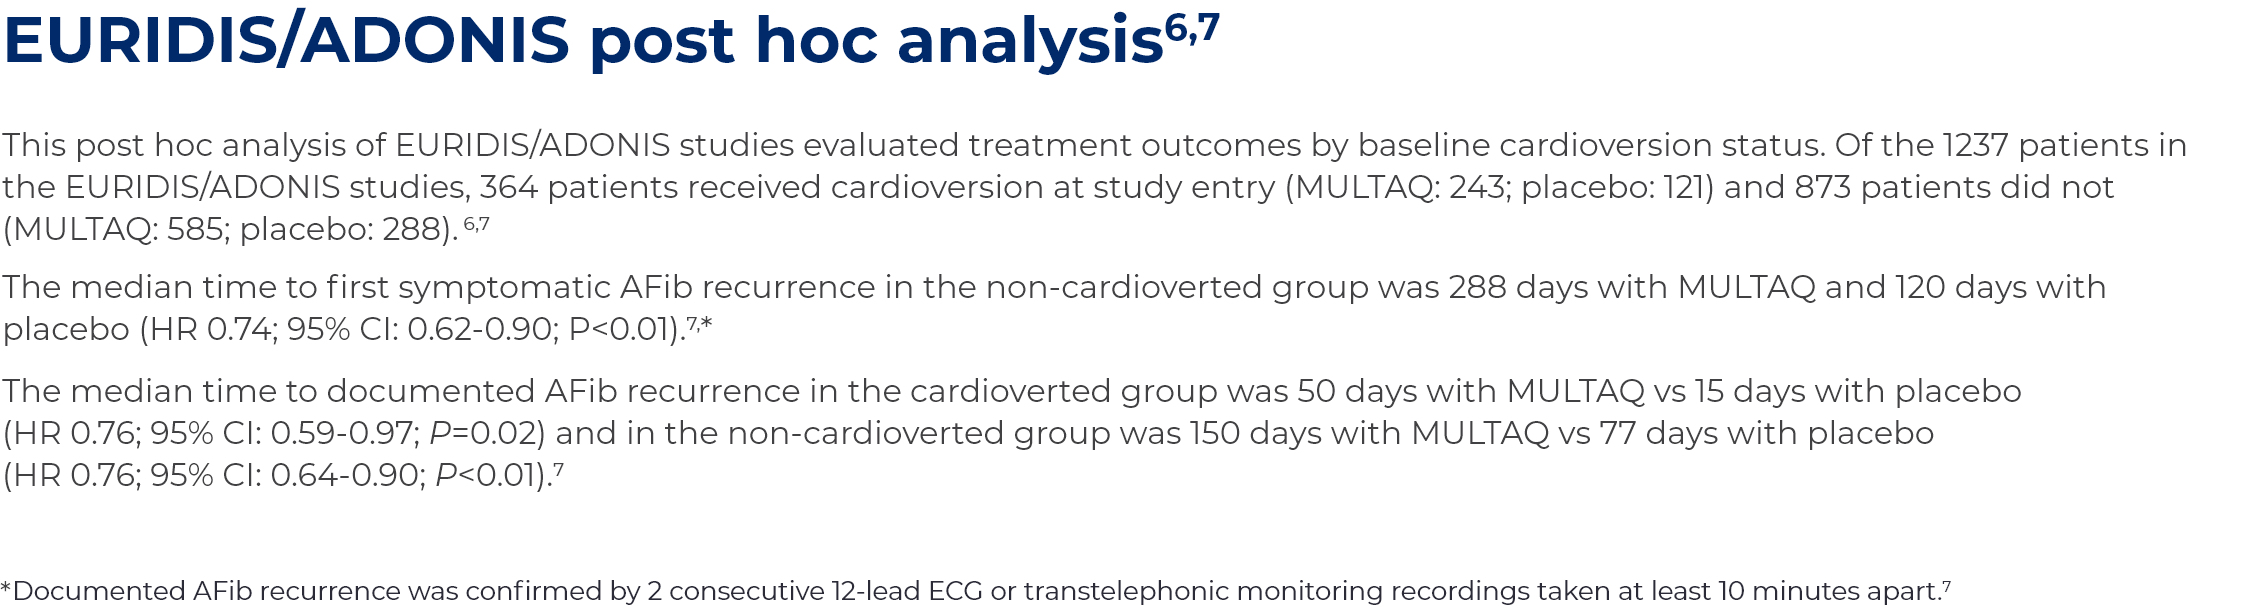 EURIDIS/ADONIS post hoc analysis6,7
This post hoc analysis of EURIDIS/ADONIS studies evaluated treatment outcomes by baseline cardioversion status. Of the 1237 patients in
the EURIDIS/ADONIS studies, 364 patients received cardioversion at study entry (MULTAQ: 243; placebo: 121) and 873 patients did not
(MULTAQ: 585; placebo: 288). 6,7
The median time to first symptomatic AFib recurrence in the non-cardioverted group was 288 days with MULTAQ and 120 days with
placebo (HR 0.74; 95% CI: 0.62-0.90; P<0.01).7,*
The median time to documented AFib recurrence in the cardioverted group was 50 days with MULTAQ vs 15 days with placebo
(HR 0.76; 95% CI: 0.59-0.97; P=0.02) and in the non-cardioverted group was 150 days with MULTAQ vs 77 days with placebo
(HR 0.76; 95% CI: 0.64-0.90; P<0.01).7
*Documented AFib recurrence was confirmed by 2 consecutive 12-lead ECG or transtelephonic monitoring recordings taken at least 10 minutes apart.7